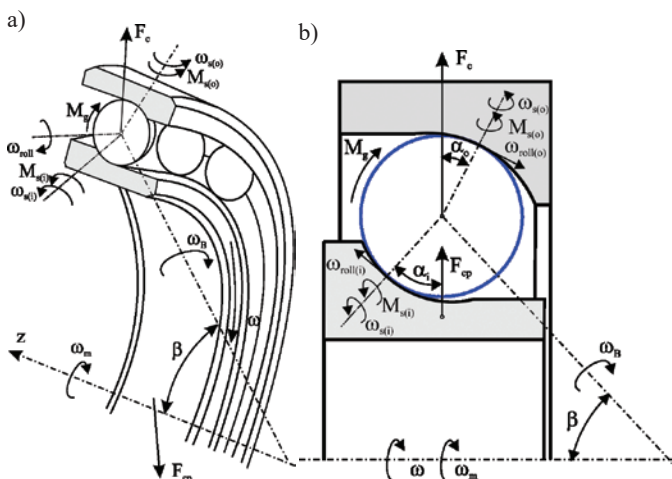 a)
F_c
ω_s(o)
M_s(o)
M_g
ω_roll
M_s(i)
ω_s(i)
ω_B
ω
β
z
ω_m
F_cp
b)
F_c
ω_s(o)
M_s(o)
ω_roll(o)
M_g
α_o
ω_roll(i)
α_i
F_cp
M_s(i)
ω_s(i)
ω_B
β
ω
ω_m